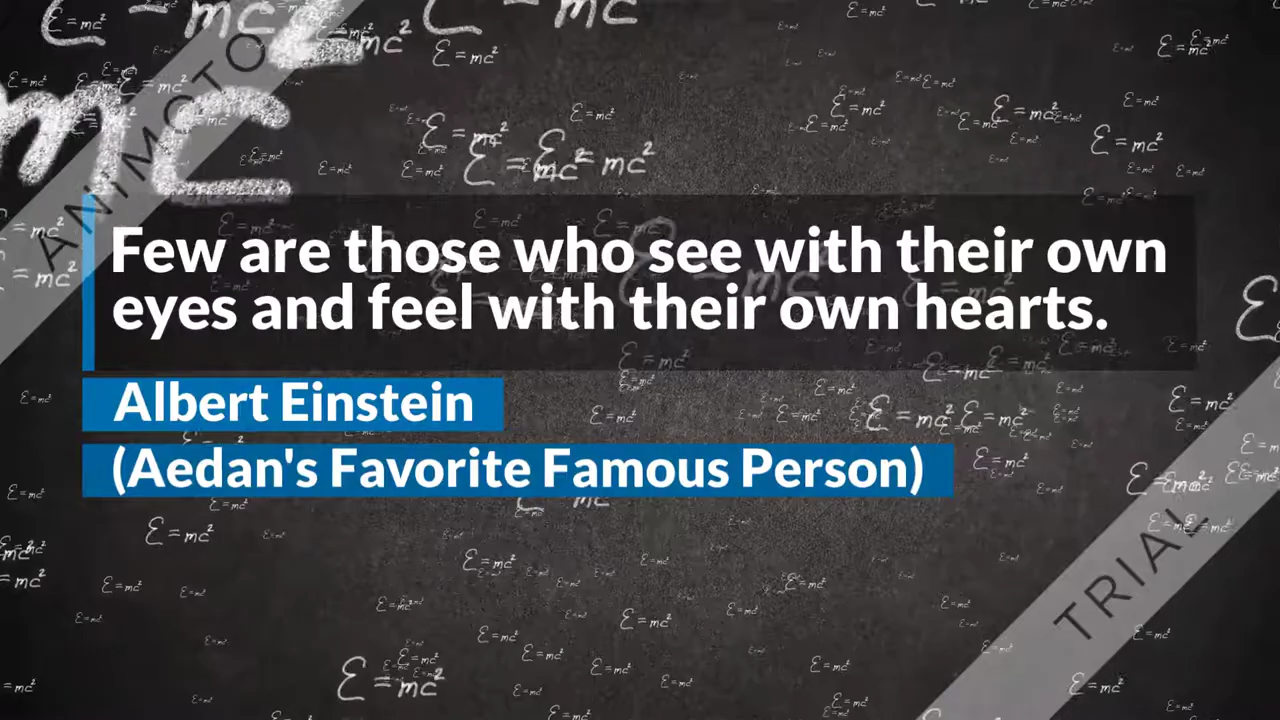 Few are those who see with their own
eyes and feel with their own hearts.
Albert Einstein
(Aedan's Favorite Famous Person)
ANIMOTO
TRIAL
E=mc²